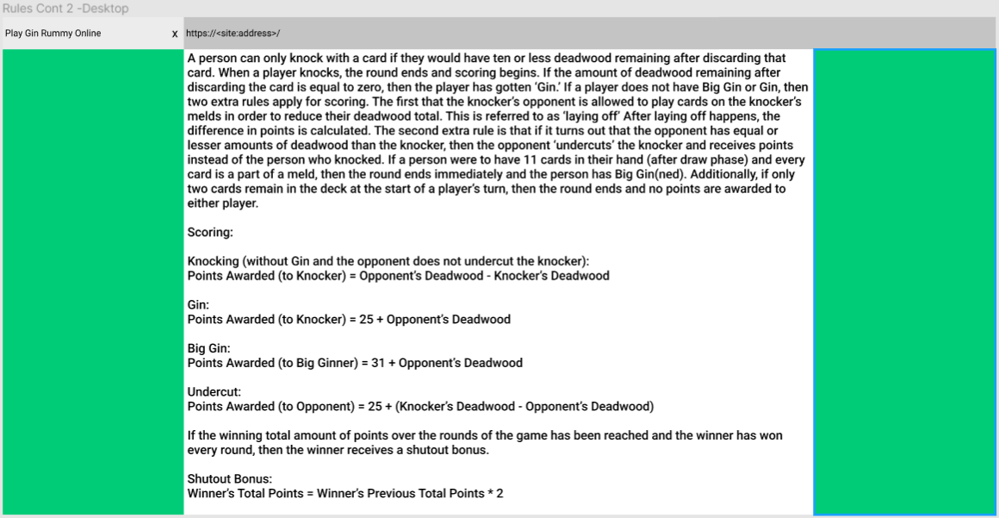 Rules Cont 2 -Desktop
Play Gin Rummy Online x https://<site:address>/
A person can only knock with a card if they would have ten or less deadwood remaining after discarding that
card. When a player knocks, the round ends and scoring begins. If the amount of deadwood remaining after
discarding the card is equal to zero, then the player has gotten ‘Gin.’ If a player does not have Big Gin or Gin, then
two extra rules apply for scoring. The first that the knocker’s opponent is allowed to play cards on the knocker’s
melds in order to reduce their deadwood total. This is referred to as ‘laying off’ After laying off happens, the
difference in points is calculated. The second extra rule is that if it turns out that the opponent has equal or
lesser amounts of deadwood than the knocker, then the opponent ‘undercuts’ the knocker and receives points
instead of the person who knocked. If a person were to have 11 cards in their hand (after draw phase) and every
card is a part of a meld, then the round ends immediately and the person has Big Gin(ned). Additionally, if only
two cards remain in the deck at the start of a player’s turn, then the round ends and no points are awarded to
either player.
Scoring:
Knocking (without Gin and the opponent does not undercut the knocker):
Points Awarded (to Knocker) = Opponent’s Deadwood - Knocker’s Deadwood
Gin:
Points Awarded (to Knocker) = 25 + Opponent’s Deadwood
Big Gin:
Points Awarded (to Big Ginner) = 31 + Opponent’s Deadwood
Undercut:
Points Awarded (to Opponent) = 25 + (Knocker’s Deadwood - Opponent’s Deadwood)
If the winning total amount of points over the rounds of the game has been reached and the winner has won
every round, then the winner receives a shutout bonus.
Shutout Bonus:
Winner’s Total Points = Winner’s Previous Total Points * 2